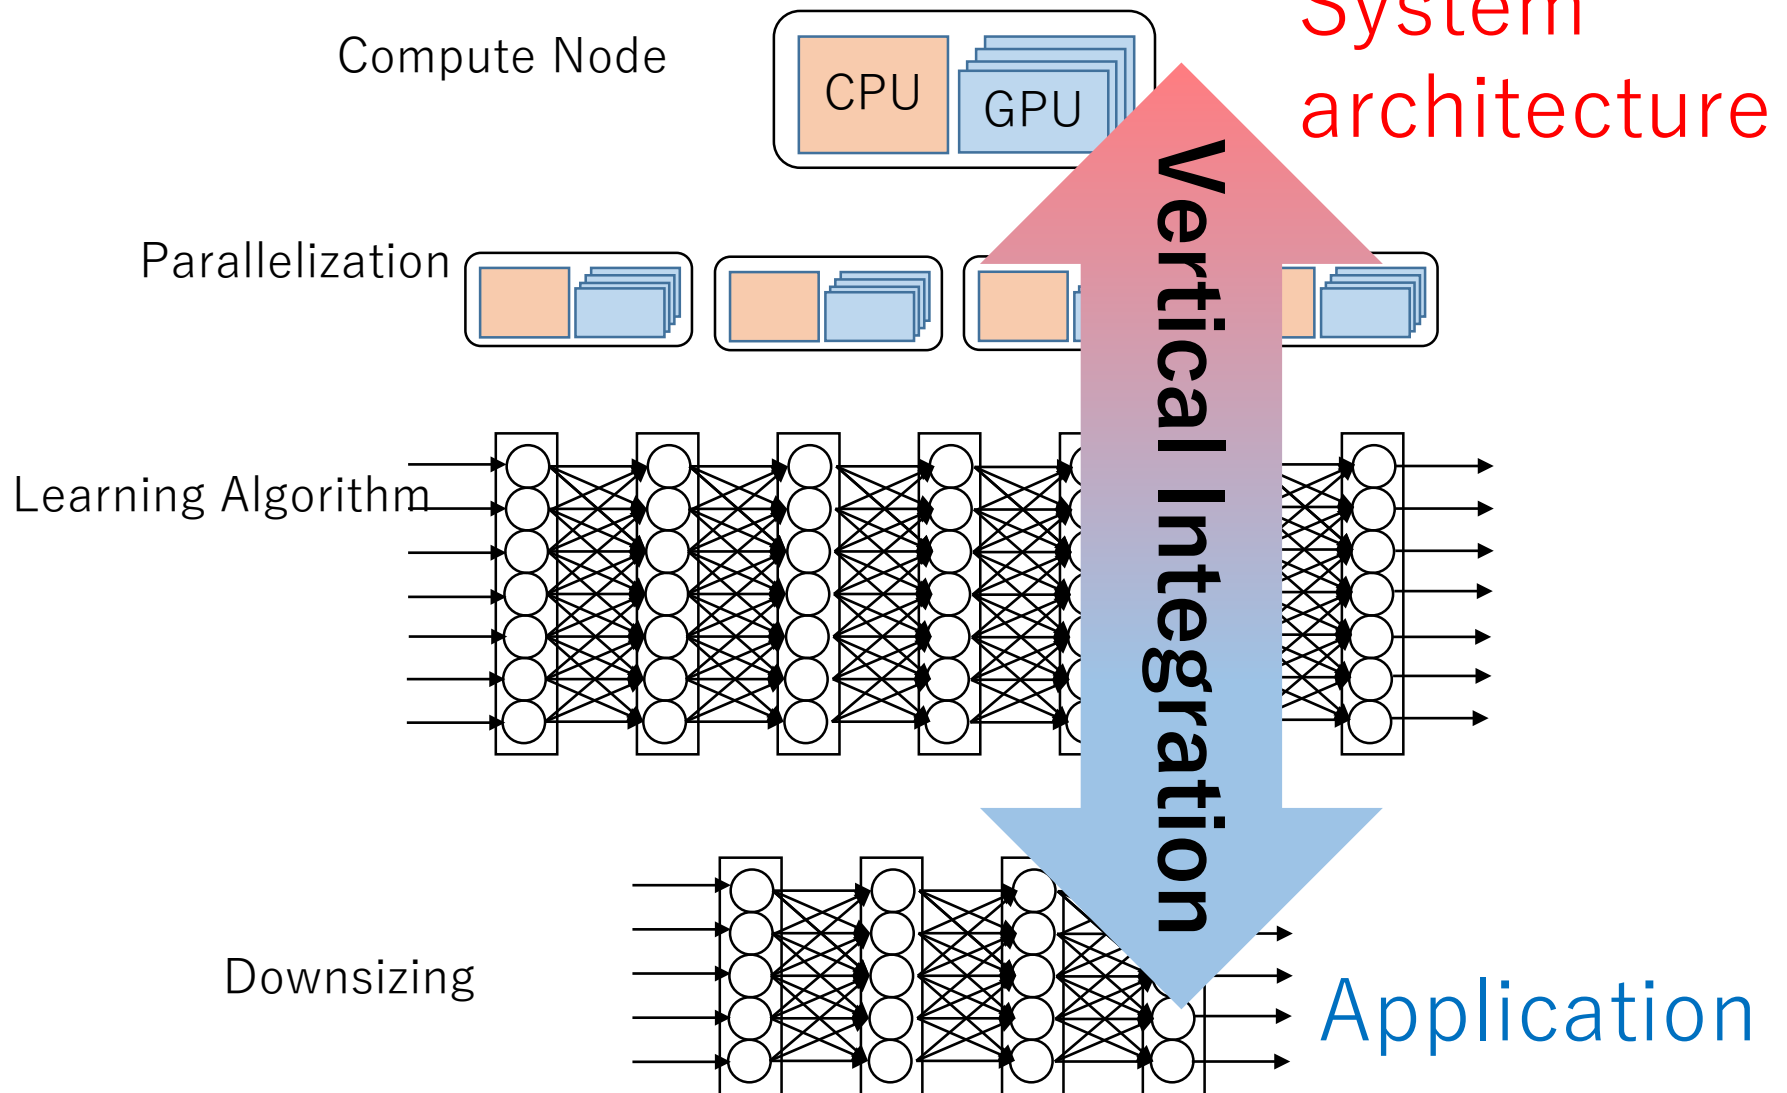 System
architecture
Compute Node
CPU
GPU
Parallelization
Vertical Integration
Learning Algorithm
Downsizing
Application